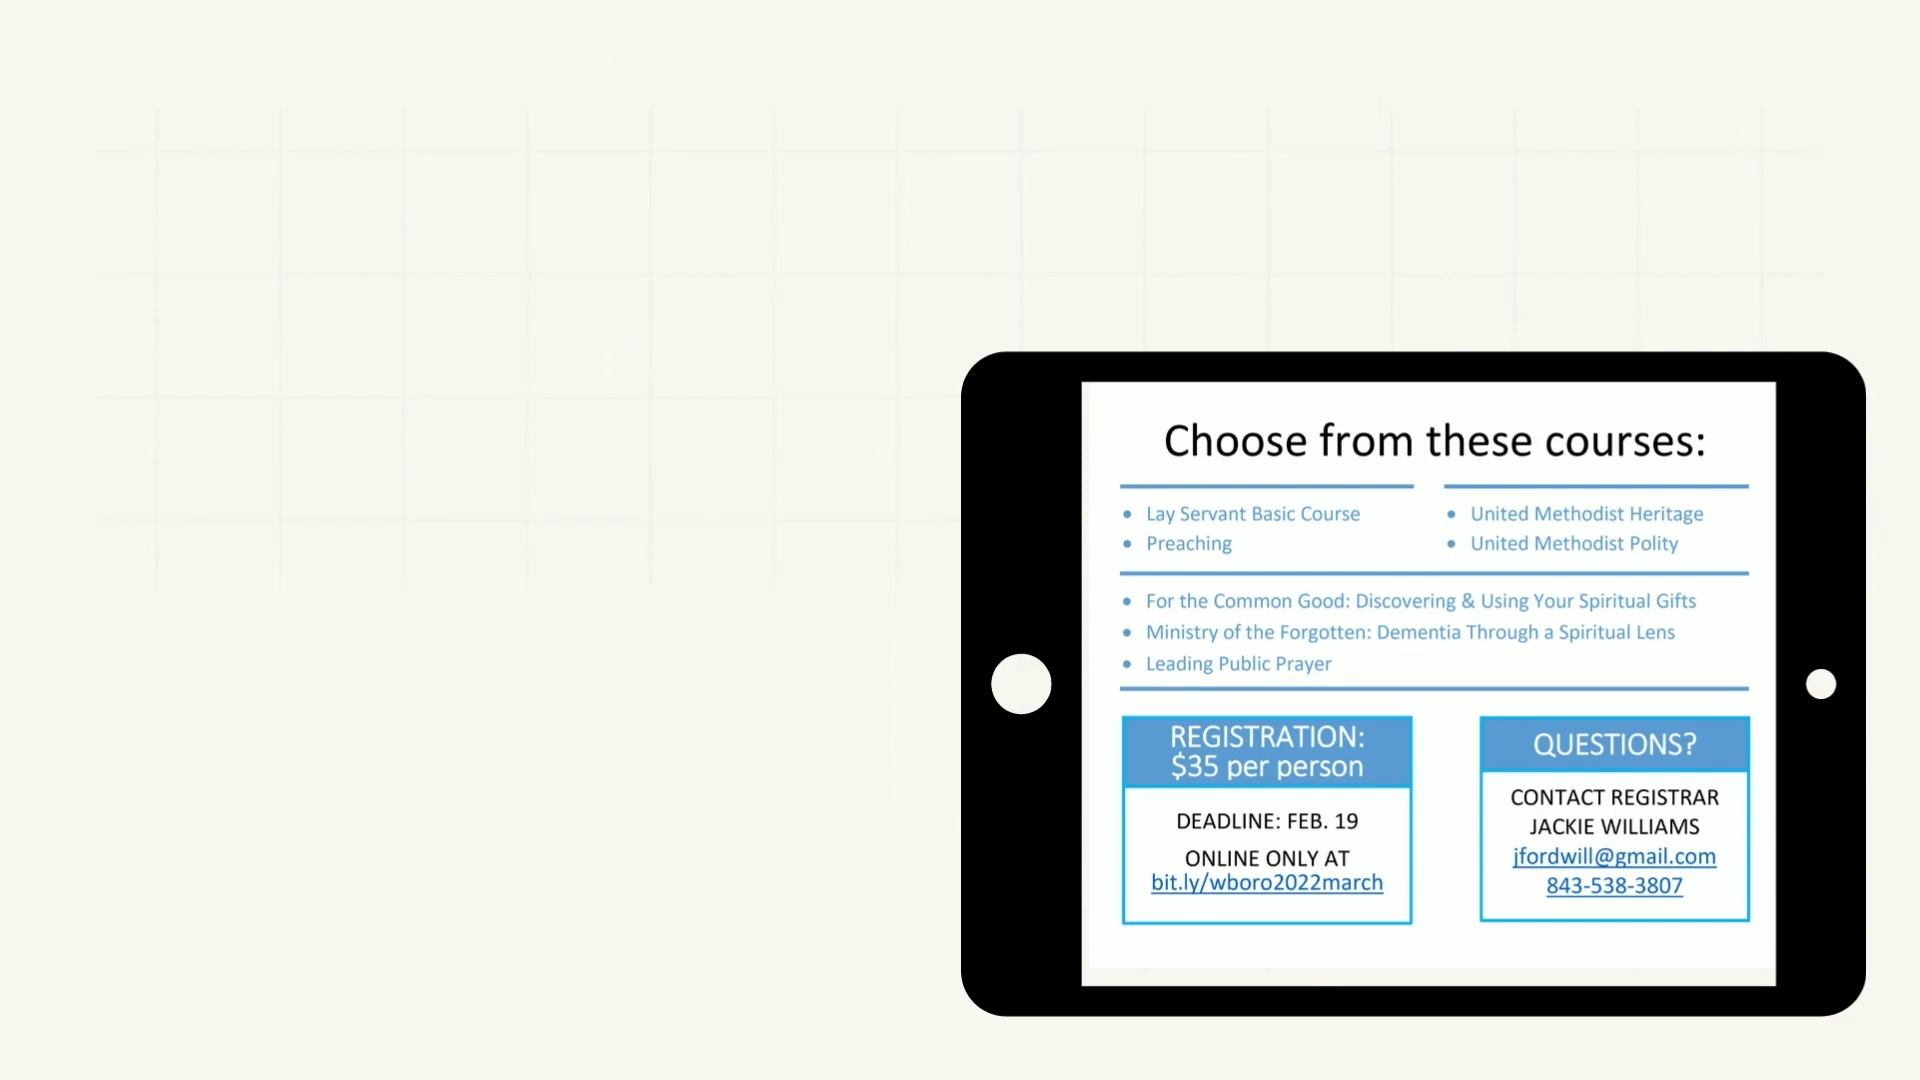 Choose from these courses:
• Lay Servant Basic Course
• Preaching
• United Methodist Heritage
• United Methodist Polity
• For the Common Good: Discovering & Using Your Spiritual Gifts
• Ministry of the Forgotten: Dementia Through a Spiritual Lens
• Leading Public Prayer
REGISTRATION:
$35 per person
DEADLINE: FEB. 19
ONLINE ONLY AT
bit.ly/wboro2022march
QUESTIONS?
CONTACT REGISTRAR
JACKIE WILLIAMS
jfordwill@gmail.com
843-538-3807